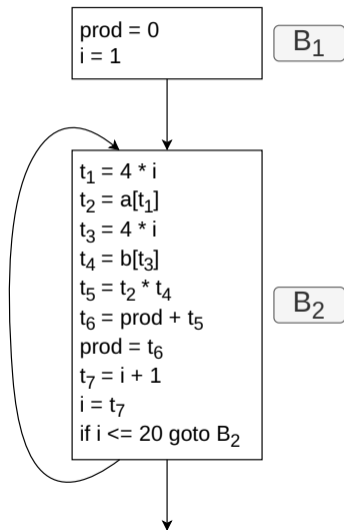 prod = 0
i = 1
B₁
t₁ = 4 * i
t₂ = a[t₁]
t₃ = 4 * i
t₄ = b[t₃]
t₅ = t₂ * t₄
t₆ = prod + t₅
prod = t₆
t₇ = i + 1
i = t₇
if i <= 20 goto B₂
B₂